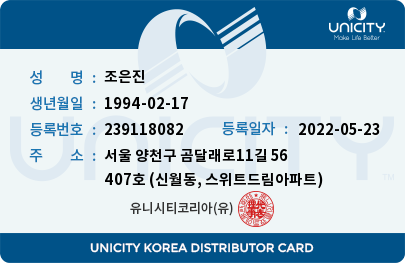 UNICITY
Make Life Better
성 명 : 조은진
생년월일 : 1994-02-17
등록번호 : 239118082 등록일자 : 2022-05-23
주 소 : 서울 양천구 곰달래로11길 56
407호 (신월동, 스위트드림아파트)
유니시티코리아(유)
UNICITY
UNICITY KOREA DISTRIBUTOR CARD